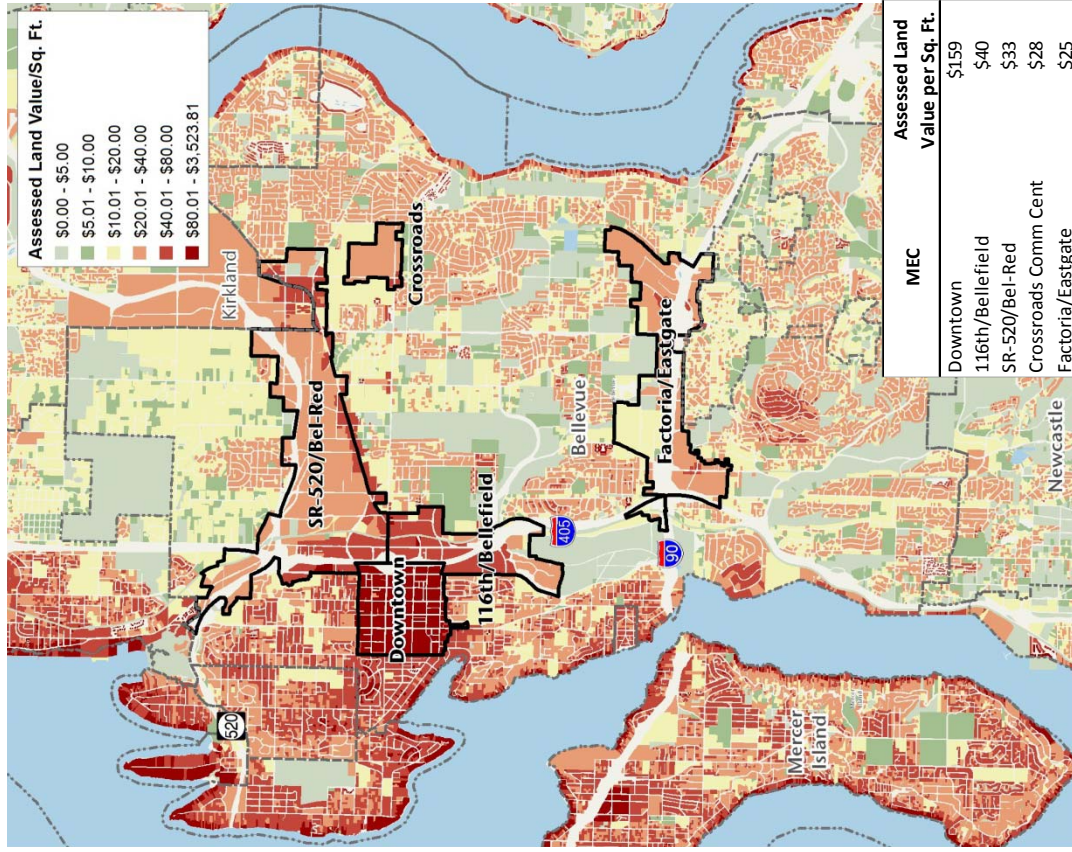 Assessed Land Value/Sq. Ft.
$0.00 - $5.00
$5.01 - $10.00
$10.01 - $20.00
$20.01 - $40.00
$40.01 - $80.00
$80.01 - $3,523.81
Kirkland
SR-520/Bel-Red
Crossroads
520
Downtown
116th/Bellefield
405
Bellevue
Factoria/Eastgate
90
Mercer
Island
Newcastle
MEC Assessed Land
Value per Sq. Ft.
Downtown $159
116th/Bellefield $40
SR-520/Bel-Red $33
Crossroads Comm Cent $28
Factoria/Eastgate $25